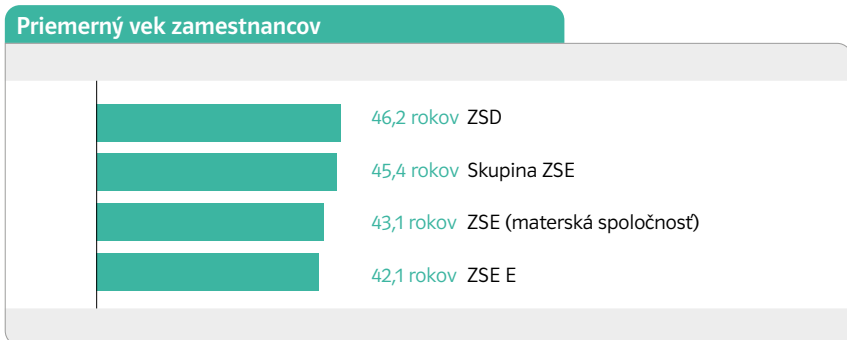 Priemerný vek zamestnancov
46,2 rokov ZSD
45,4 rokov Skupina ZSE
43,1 rokov ZSE (materská spoločnosť)
42,1 rokov ZSE E